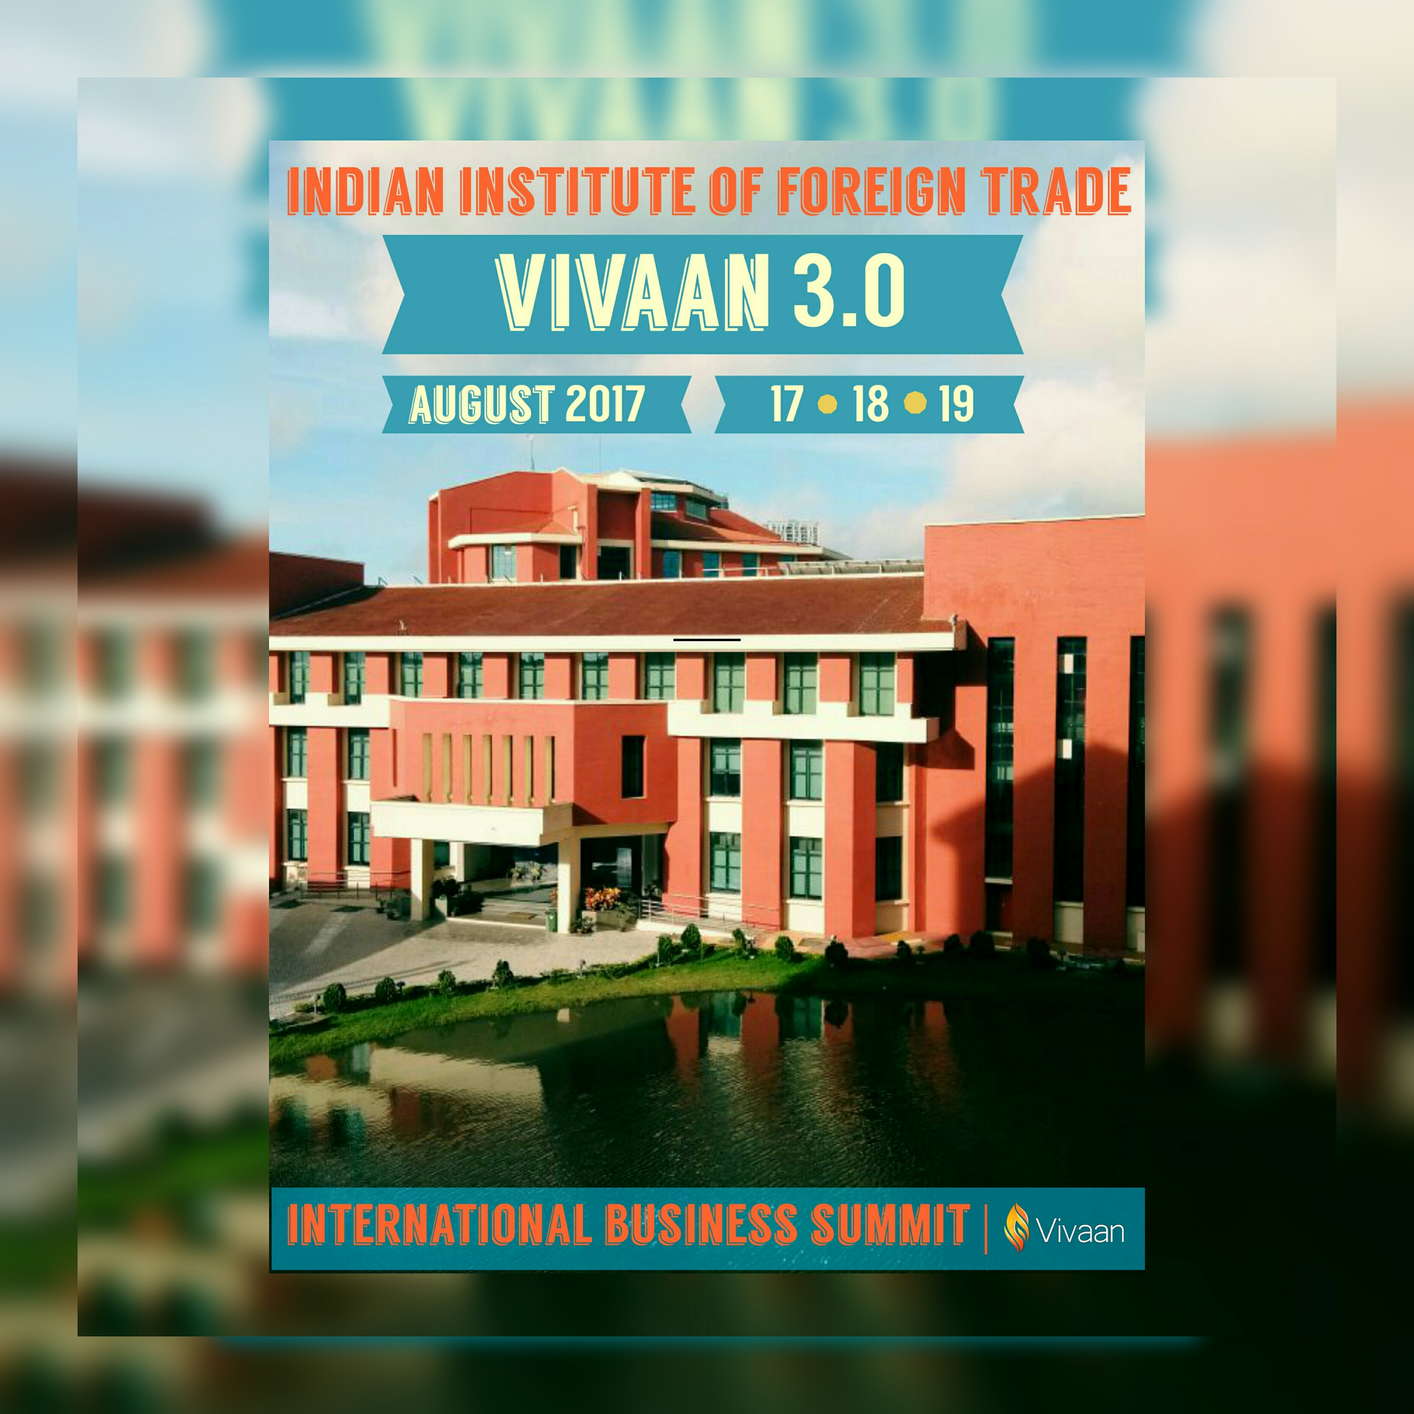 INDIAN INSTITUTE OF FOREIGN TRADE
VIVAAN 3.0
AUGUST 2017
17 • 18 • 19
INTERNATIONAL BUSINESS SUMMIT | Vivaan